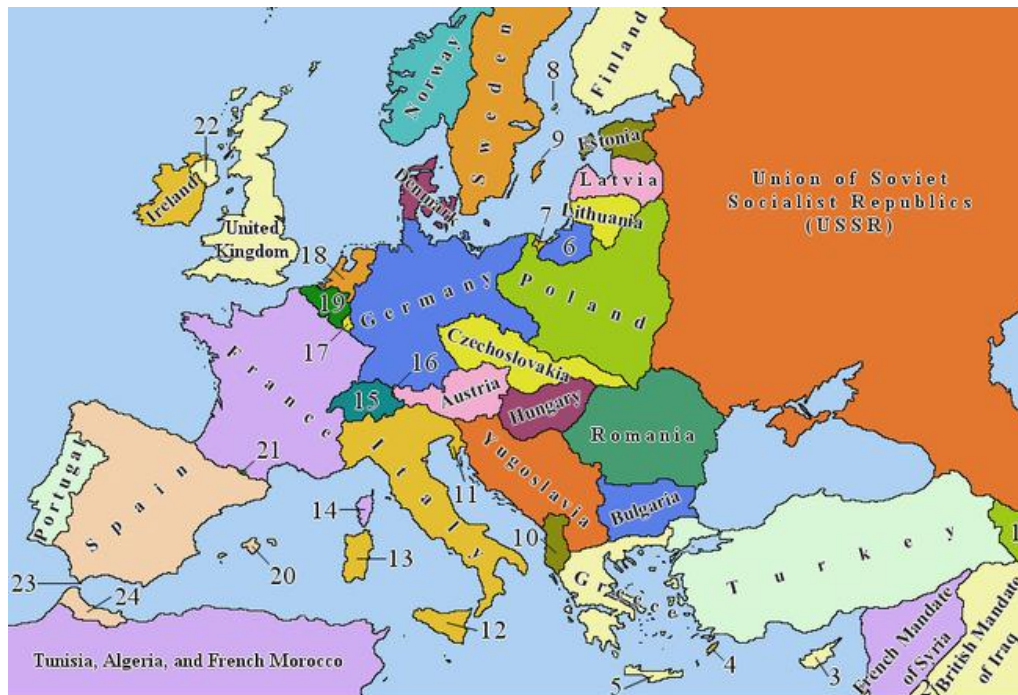 Norway
Sweden
Finland
8
22
9
Estonia
Ireland
Denmark
Latvia
Union of Soviet
Socialist Republics
(USSR)
United
Kingdom
Lithuania
7
6
18
19
Germany
Poland
17
16
Czechoslovakia
France
15
Austria
Hungary
Romania
Portugal
Spain
21
Italy
11
Yugoslavia
Bulgaria
14
10
1
13
20
Greece
Turkey
23
24
12
Tunisia, Algeria, and French Morocco
5
4
3
French Mandate
of Syria
2
British Mandate
of Iraq